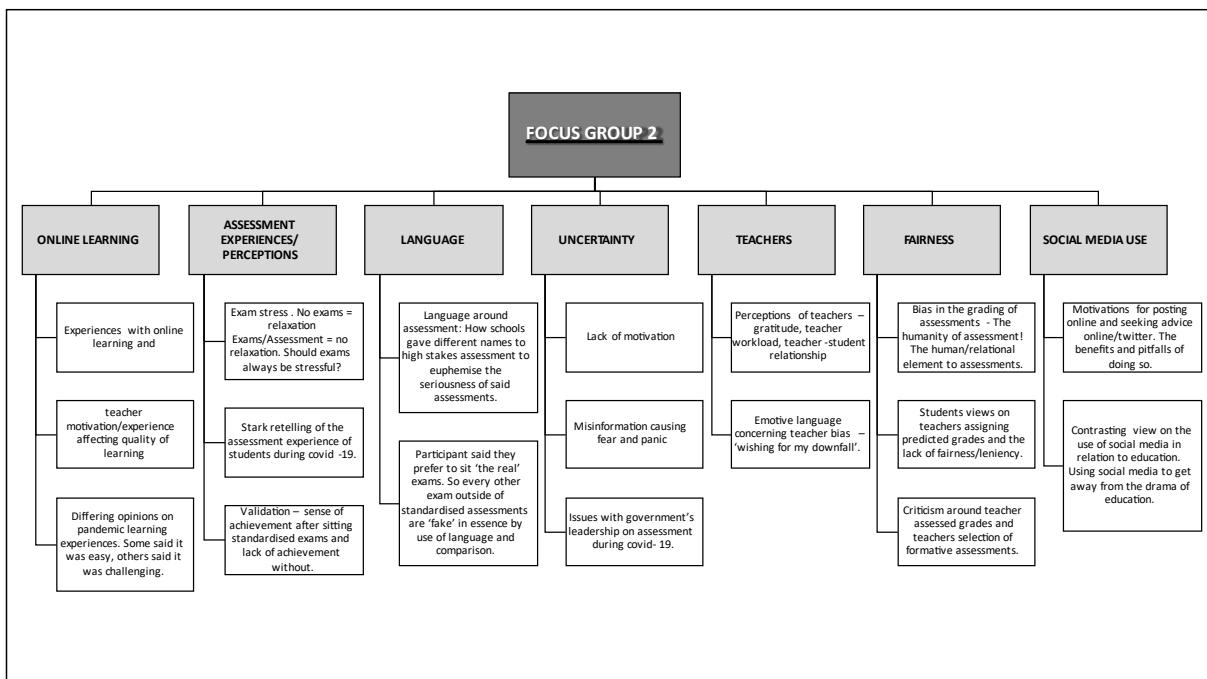 FOCUS GROUP 2
ONLINE LEARNING
Experiences with online
learning and
teacher
motivation/experience
affecting quality of
learning
Differing opinions on
pandemic learning
experiences. Some said it
was easy, others said it
was challenging.
ASSESSMENT
EXPERIENCES/
PERCEPTIONS
Exam stress . No exams =
relaxation
Exams/Assessment = no
relaxation. Should exams
always be stressful?
Stark retelling of the
assessment experience of
students during covid -19.
Validation – sense of
achievement after sitting
standardised exams and
lack of achievement
without.
LANGUAGE
Language around
assessment: How schools
gave different names to
high stakes assessment to
euphemise the
seriousness of said
assessments.
Participant said they
prefer to sit ‘the real’
exams. So every other
exam outside of
standardised assessments
are ‘fake’ in essence by
use of language and
comparison.
UNCERTAINTY
Lack of motivation
Misinformation causing
fear and panic
Issues with government’s
leadership on assessment
during covid- 19.
TEACHERS
Perceptions of teachers –
gratitude, teacher
workload, teacher -student
relationship
Emotive language
concerning teacher bias –
‘wishing for my downfall’.
FAIRNESS
Bias in the grading of
assessments - The
humanity of assessment!
The human/relational
element to assessments.
Students views on
teachers assigning
predicted grades and the
lack of fairness/leniency.
Criticism around teacher
assessed grades and
teachers selection of
formative assessments.
SOCIAL MEDIA USE
Motivations for posting
online and seeking advice
online/twitter. The
benefits and pitfalls of
doing so.
Contrasting view on the
use of social media in
relation to education.
Using social media to get
away from the drama of
education.